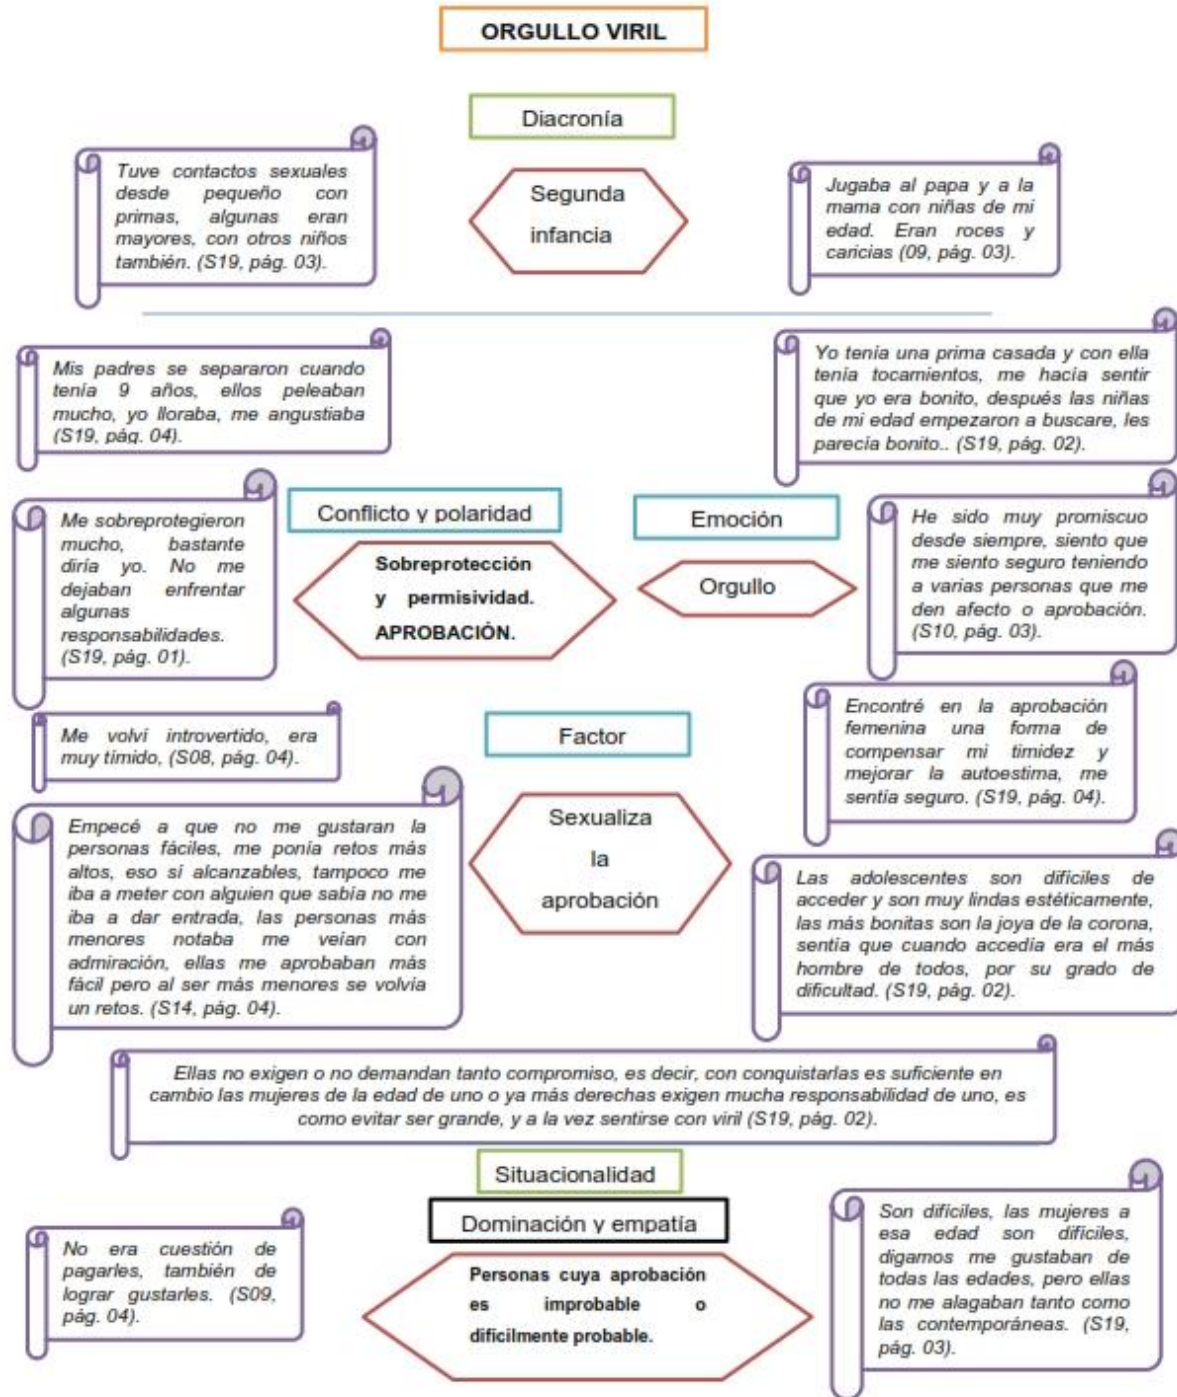 ORGULLO VIRIL
Diacronía
Tuve contactos sexuales
desde pequeño con
primas, algunas eran
mayores, con otros niños
también. (S19, pág. 03).
Segunda
infancia
Jugaba al papa y a la
mama con niñas de mi
edad. Eran roces y
caricias (09, pág. 03).
Mis padres se separaron cuando
tenía 9 años, ellos peleaban
mucho, yo lloraba, me angustiaba
(S19, pág. 04).
Yo tenía una prima casada y con ella
tenía tocamientos, me hacía sentir
que yo era bonito, después las niñas
de mi edad empezaron a buscare, les
parecía bonito.. (S19, pág. 02).
Me sobreprotegieron
mucho, bastante
diría yo. No me
dejaban enfrentar
algunas
responsabilidades.
(S19, pág. 01).
Conflicto y polaridad
Sobreprotección
y permisividad.
APROBACIÓN.
Emoción
Orgullo
He sido muy promiscuo
desde siempre, siento que
me siento seguro teniendo
a varias personas que me
den afecto o aprobación.
(S10, pág. 03).
Me volví introvertido, era
muy tímido, (S08, pág. 04).
Factor
Encontré en la aprobación
femenina una forma de
compensar mi timidez y
mejorar la autoestima, me
sentía seguro. (S19, pág. 04).
Empecé a que no me gustaran la
personas fáciles, me ponía retos más
altos, eso sí alcanzables, tampoco me
iba a meter con alguien que sabía no me
iba a dar entrada, las personas más
menores notaba me veían con
admiración, ellas me aprobaban más
fácil pero al ser más menores se volvía
un retos. (S14, pág. 04).
Sexualiza
la
aprobación
Las adolescentes son difíciles de
acceder y son muy lindas estéticamente,
las más bonitas son la joya de la corona,
sentía que cuando accedía era el más
hombre de todos, por su grado de
dificultad. (S19, pág. 02).
Ellas no exigen o no demandan tanto compromiso, es decir, con conquistarlas es suficiente en
cambio las mujeres de la edad de uno o ya más derechas exigen mucha responsabilidad de uno, es
como evitar ser grande, y a la vez sentirse con viril (S19, pág. 02).
Situacionalidad
Dominación y empatía
No era cuestión de
pagarles, también de
lograr gustarles. (S09,
pág. 04).
Personas cuya aprobación
es improbable o
difícilmente probable.
Son difíciles, las mujeres a
esa edad son difíciles,
digamos me gustaban de
todas las edades, pero ellas
no me alagaban tanto como
las contemporáneas. (S19,
pág. 03).